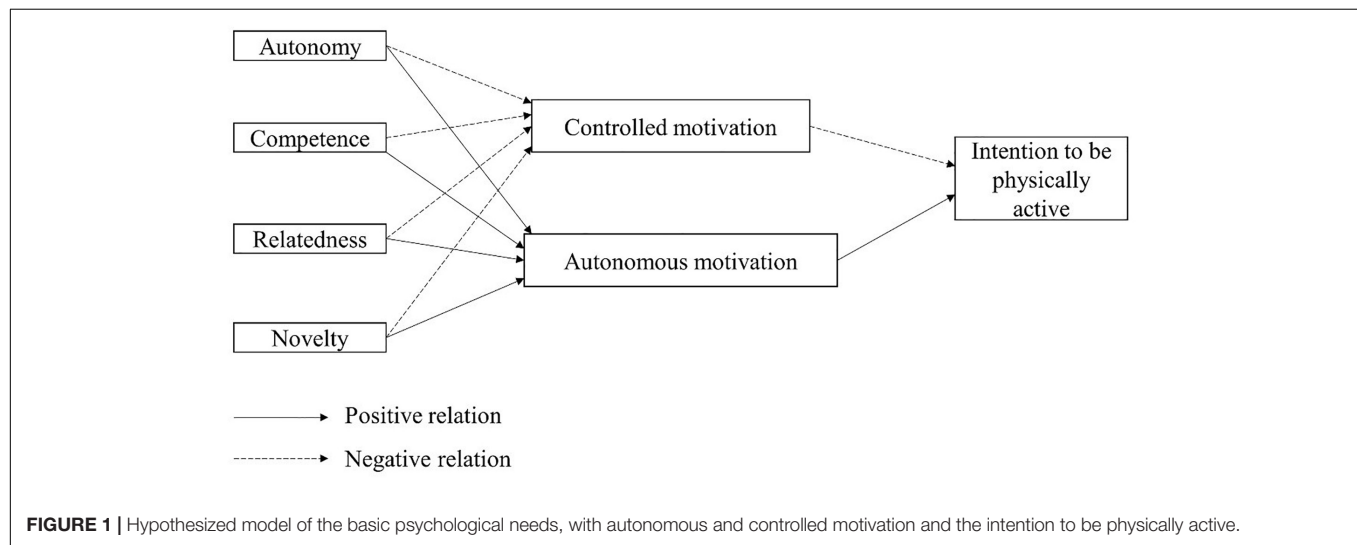 Autonomy
Competence
Relatedness
Novelty
Controlled motivation
Autonomous motivation
Intention to be
physically
active
Positive relation
Negative relation
FIGURE 1 | Hypothesized model of the basic psychological needs, with autonomous and controlled motivation and the intention to be physically active.